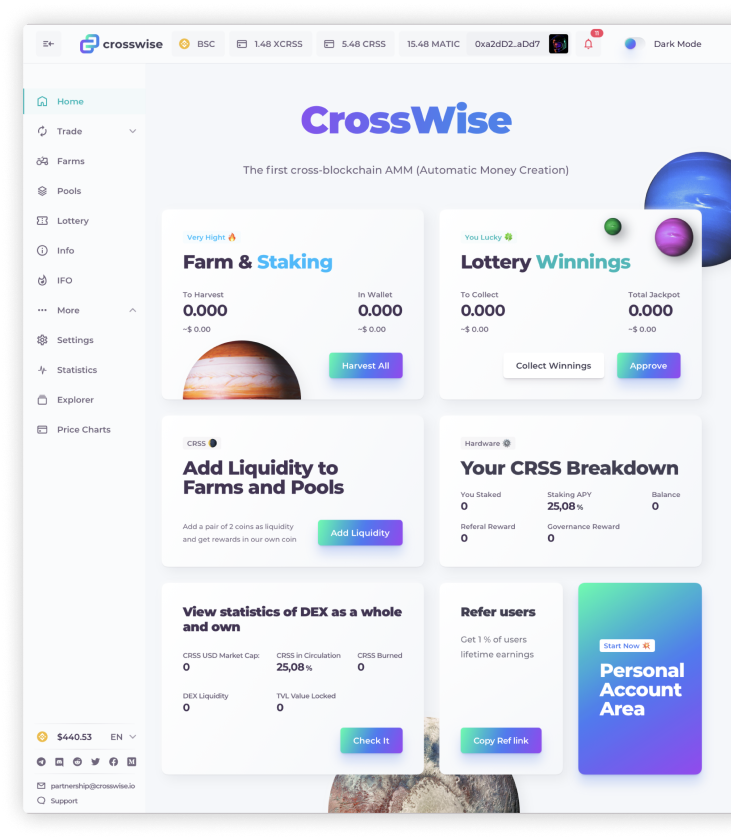 crosswise
BSC
1.48 XCRSS
5.48 CRSS
15.48 MATIC
0xa2dD2..aDd7
11
Dark Mode
Home
Trade
Farms
Pools
Lottery
Info
IFO
More
Settings
Statistics
Explorer
Price Charts
$440.53
EN
partnership@crosswise.io
Support
CrossWise
The first cross-blockchain AMM (Automatic Money Creation)
Very Hight
Farm & Staking
To Harvest
In Wallet
0.000
0.000
~$ 0.00
~$ 0.00
Harvest All
You Lucky
Lottery Winnings
To Collect
Total Jackpot
0.000
0.000
~$ 0.00
~$ 0.00
Collect Winnings
Approve
CRSS
Add Liquidity to
Farms and Pools
Add a pair of 2 coins as liquidity
and get rewards in our own coin
Add Liquidity
Hardware
Your CRSS Breakdown
You Staked
Staking APY
Balance
0
25,08 %
0
Referal Reward
Governance Reward
0
0
View statistics of DEX as a whole
and own
CRSS USD Market Cap:
CRSS in Circulation
CRSS Burned
0
25,08 %
0
DEX Liquidity
TVL Value Locked
0
0
Check It
Refer users
Get 1 % of users
lifetime earnings
Copy Ref link
Start Now
Personal
Account
Area